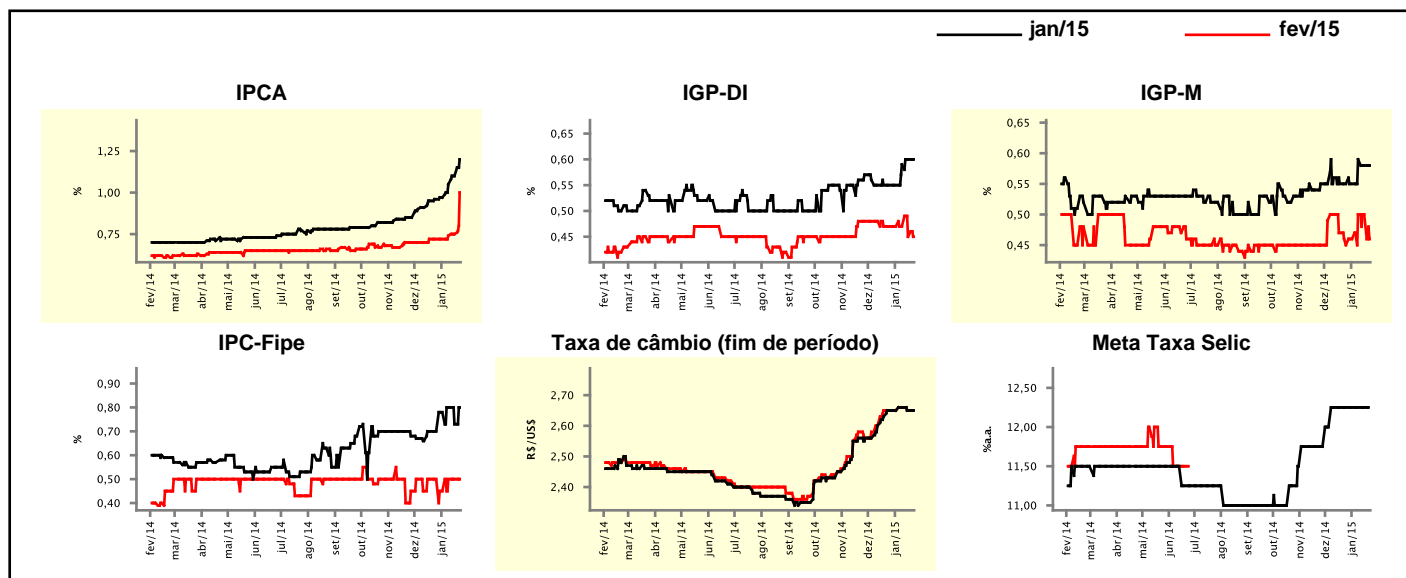 jan/15 fev/15
IPCA IGP-DI IGP-M
%
1,25
1,00
0,75
fev/14 mar/14 abr/14 mai/14 jun/14 jul/14 ago/14 set/14 out/14 nov/14 dez/14 jan/15
%
0,65
0,60
0,55
0,50
0,45
fev/14 mar/14 abr/14 mai/14 jun/14 jul/14 ago/14 set/14 out/14 nov/14 dez/14 jan/15
%
0,65
0,60
0,55
0,50
0,45
fev/14 mar/14 abr/14 mai/14 jun/14 jul/14 ago/14 set/14 out/14 nov/14 dez/14 jan/15
IPC-Fipe Taxa de câmbio (fim de período) Meta Taxa Selic
%
0,90
0,80
0,70
0,60
0,50
0,40
fev/14 mar/14 abr/14 mai/14 jun/14 jul/14 ago/14 set/14 out/14 nov/14 dez/14 jan/15
R$/US$
2,70
2,60
2,50
2,40
fev/14 mar/14 abr/14 mai/14 jun/14 jul/14 ago/14 set/14 out/14 nov/14 dez/14 jan/15
%a.a.
12,50
12,00
11,50
11,00
fev/14 mar/14 abr/14 mai/14 jun/14 jul/14 ago/14 set/14 out/14 nov/14 dez/14 jan/15